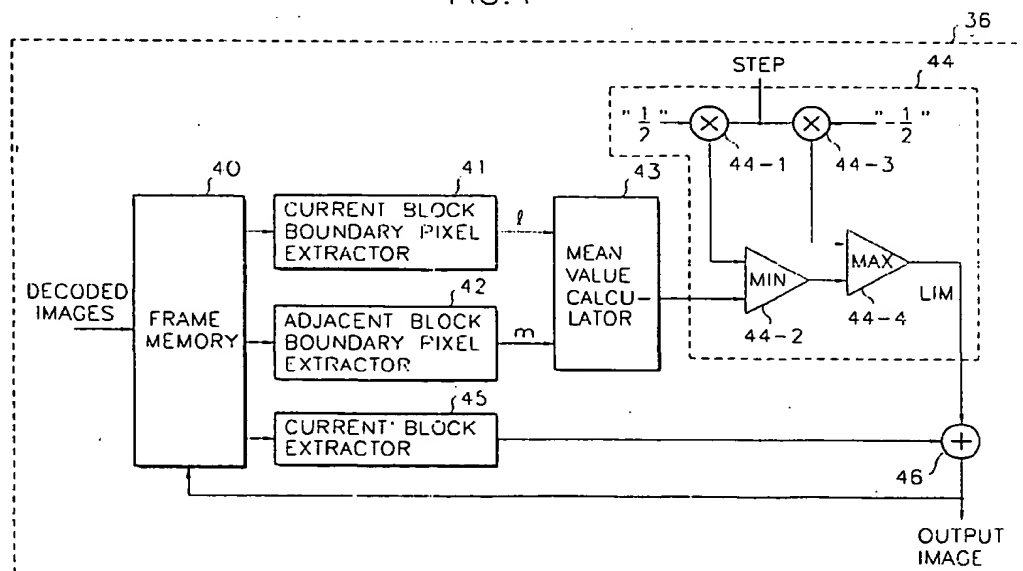 36
STEP
44
" 1/2 "
"- 1/2 "
44-1
44-3
40
41
43
CURRENT BLOCK
BOUNDARY PIXEL
EXTRACTOR
ℓ
MEAN
VALUE
CALCU-
LATOR
MIN
MAX
LIM
44-2
44-4
DECODED
IMAGES
FRAME
MEMORY
42
ADJACENT BLOCK
BOUNDARY PIXEL
EXTRACTOR
m
45
CURRENT BLOCK
EXTRACTOR
46
OUTPUT
IMAGE